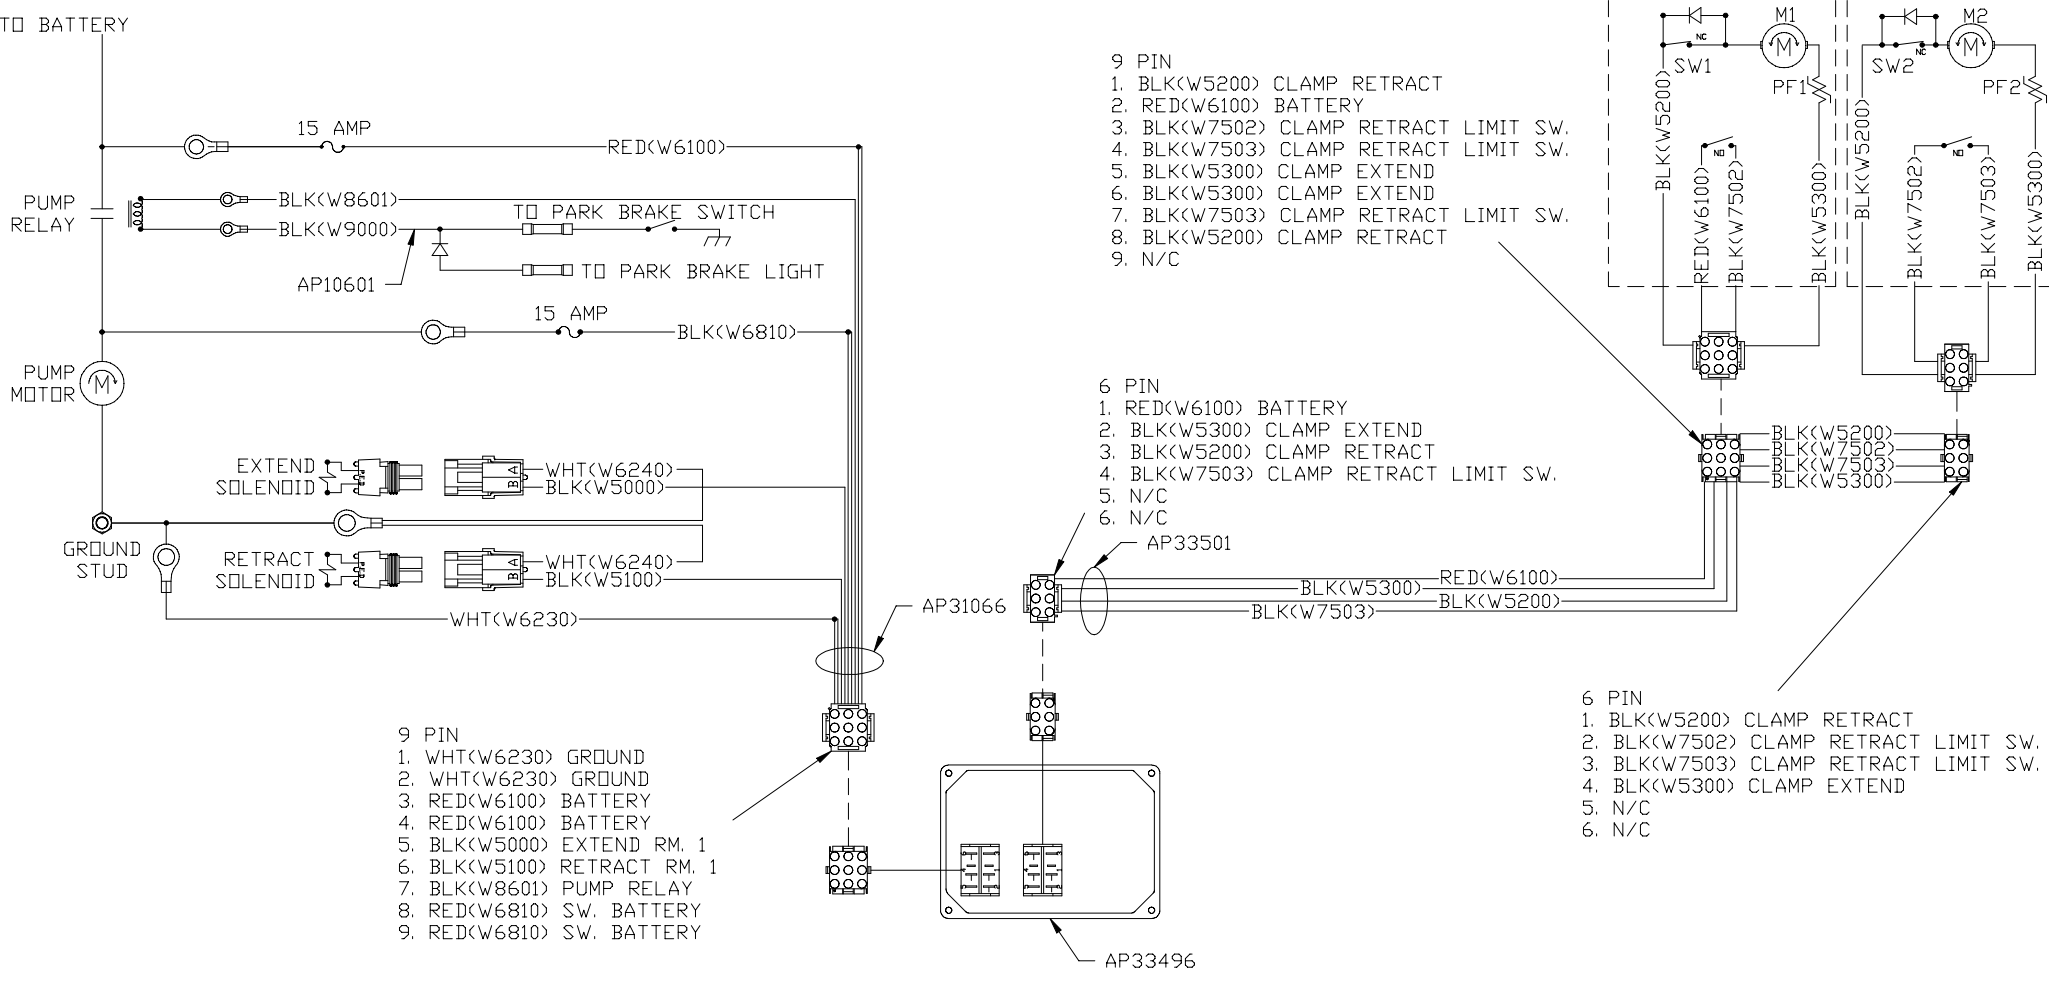 TO BATTERY
15 AMP
RED(W6100)
PUMP
RELAY
BLK(W8601)
BLK(W9000)
TO PARK BRAKE SWITCH
TO PARK BRAKE LIGHT
AP10601
15 AMP
BLK(W6810)
PUMP
MOTOR
M
EXTEND
SOLENOID
A
B
WHT(W6240)
BLK(W5000)
GROUND
STUD
RETRACT
SOLENOID
A
B
WHT(W6240)
BLK(W5100)
WHT(W6230)
AP31066
9 PIN
1. WHT(W6230) GROUND
2. WHT(W6230) GROUND
3. RED(W6100) BATTERY
4. RED(W6100) BATTERY
5. BLK(W5000) EXTEND RM. 1
6. BLK(W5100) RETRACT RM. 1
7. BLK(W8601) PUMP RELAY
8. RED(W6810) SW. BATTERY
9. RED(W6810) SW. BATTERY
9 PIN
1. BLK(W5200) CLAMP RETRACT
2. RED(W6100) BATTERY
3. BLK(W7502) CLAMP RETRACT LIMIT SW.
4. BLK(W7503) CLAMP RETRACT LIMIT SW.
5. BLK(W5300) CLAMP EXTEND
6. BLK(W5300) CLAMP EXTEND
7. BLK(W7503) CLAMP RETRACT LIMIT SW.
8. BLK(W5200) CLAMP RETRACT
9. N/C
6 PIN
1. RED(W6100) BATTERY
2. BLK(W5300) CLAMP EXTEND
3. BLK(W5200) CLAMP RETRACT
4. BLK(W7503) CLAMP RETRACT LIMIT SW.
5. N/C
6. N/C
AP33501
RED(W6100)
BLK(W5300)
BLK(W5200)
BLK(W7503)
AP33496
M1
M
NC
SW1
PF1
BLK(W5200)
NO
RED(W6100)
BLK(W7502)
BLK(W5300)
M2
M
NC
SW2
PF2
BLK(W5200)
NO
BLK(W7502)
BLK(W7503)
BLK(W5300)
BLK(W5200)
BLK(W7502)
BLK(W7503)
BLK(W5300)
6 PIN
1. BLK(W5200) CLAMP RETRACT
2. BLK(W7502) CLAMP RETRACT LIMIT SW.
3. BLK(W7503) CLAMP RETRACT LIMIT SW.
4. BLK(W5300) CLAMP EXTEND
5. N/C
6. N/C